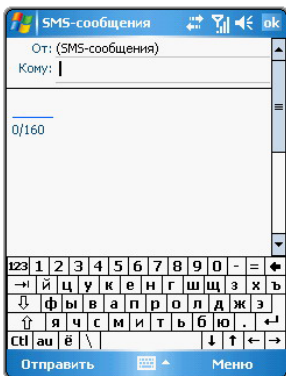 SMS-сообщения ok
От: (SMS-сообщения)
Кому:
0/160
123 1 2 3 4 5 6 7 8 9 0 - =
й ц у к е н г ш щ з х ъ
ф ы в а п р о л д ж э
я ч с м и т ь б ю .
Ctl au ё \
Отправить Меню